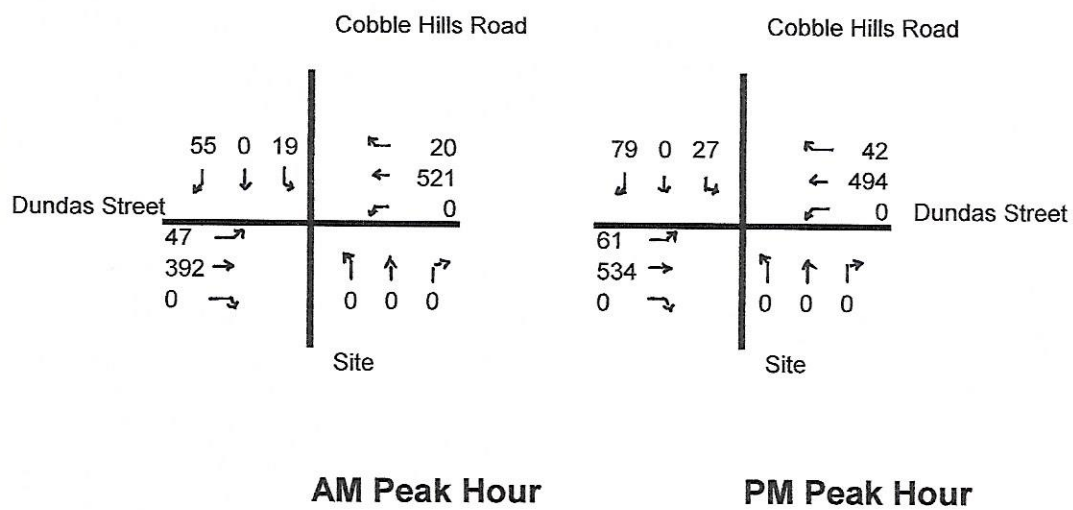 Cobble Hills Road Cobble Hills Road
55 0 19 20 79 0 27 42
521 494
Dundas Street 0 0 Dundas Street
47 61
392 534
0 0 0 0 0 0 0 0
Site Site
AM Peak Hour PM Peak Hour